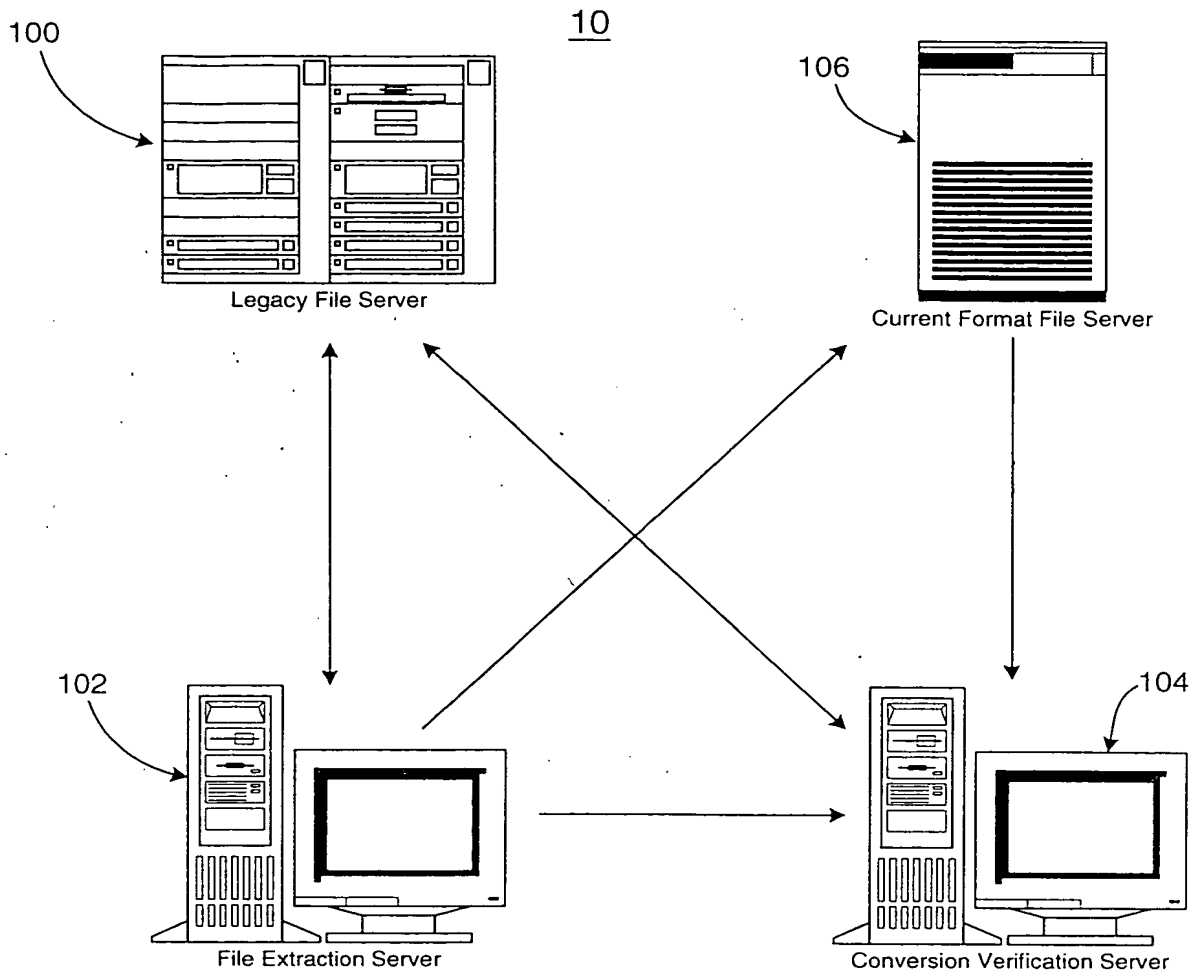 10
100
106
Legacy File Server
Current Format File Server
102
104
File Extraction Server
Conversion Verification Server